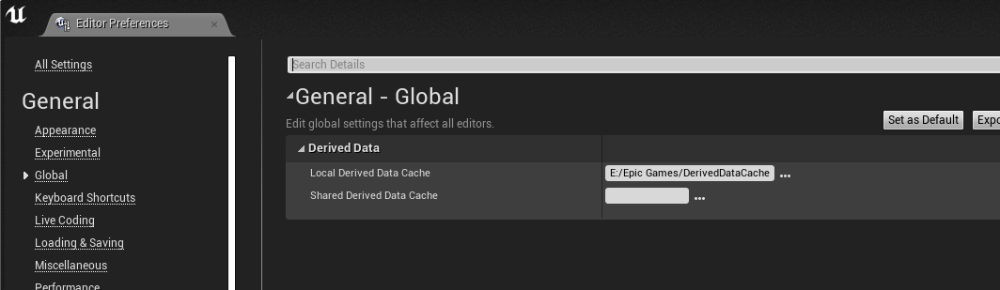 Editor Preferences
All Settings
General
Appearance
Experimental
Global
Keyboard Shortcuts
Live Coding
Loading & Saving
Miscellaneous
Performance
Search Details
General - Global
Edit global settings that affect all editors.
Set as Default
Expo
Derived Data
Local Derived Data Cache
E:/Epic Games/DerivedDataCache
Shared Derived Data Cache